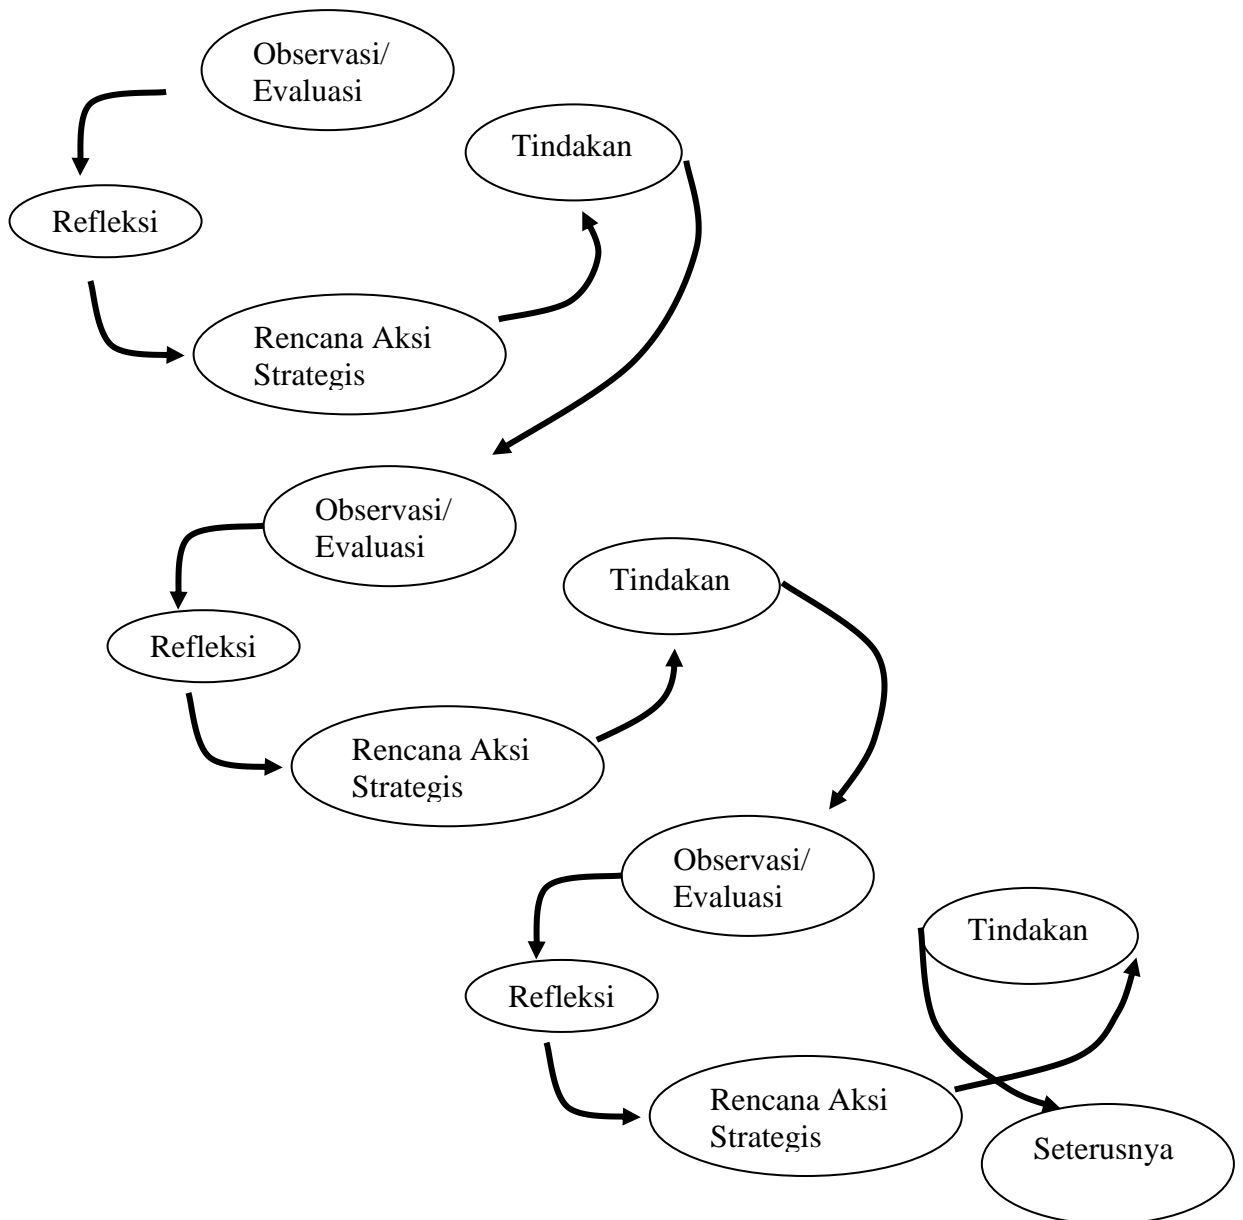 Observasi/
Evaluasi
Tindakan
Refleksi
Rencana Aksi
Strategis
Observasi/
Evaluasi
Tindakan
Refleksi
Rencana Aksi
Strategis
Observasi/
Evaluasi
Tindakan
Refleksi
Rencana Aksi
Strategis
Seterusnya